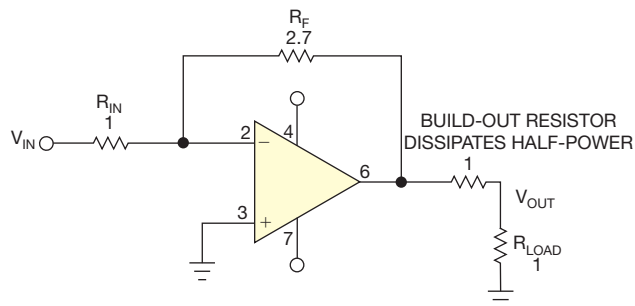 R_F
2.7
R_IN
1
V_IN
BUILD-OUT RESISTOR
DISSIPATES HALF-POWER
1
2
−
4
6
3
+
7
V_OUT
R_LOAD
1